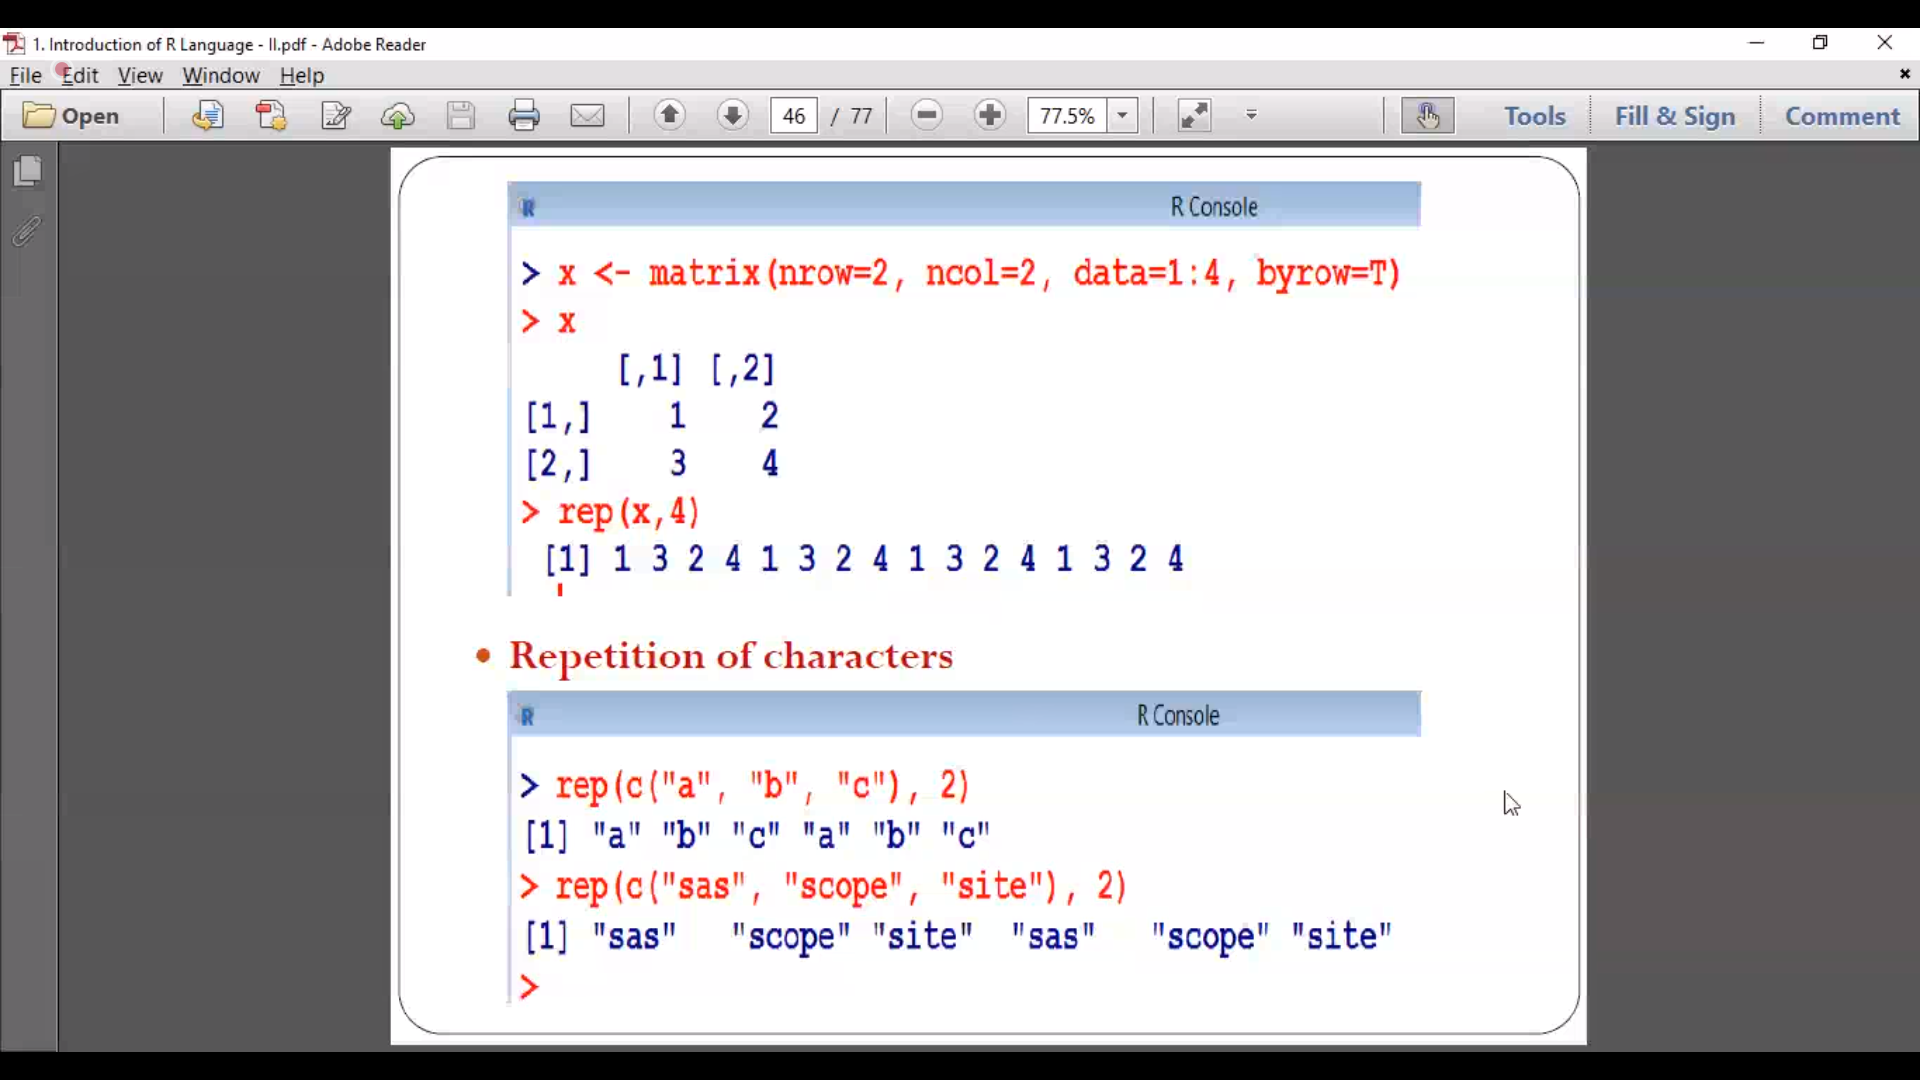 1. Introduction of R Language - II.pdf - Adobe Reader
File Edit View Window Help
Open 46 / 77 77.5% Tools Fill & Sign Comment
R R Console
> x <- matrix(nrow=2, ncol=2, data=1:4, byrow=T)
> x
[,1] [,2]
[1,] 1 2
[2,] 3 4
> rep(x,4)
[1] 1 3 2 4 1 3 2 4 1 3 2 4 1 3 2 4
• Repetition of characters
R R Console
> rep(c("a", "b", "c"), 2)
[1] "a" "b" "c" "a" "b" "c"
> rep(c("sas", "scope", "site"), 2)
[1] "sas" "scope" "site" "sas" "scope" "site"
>